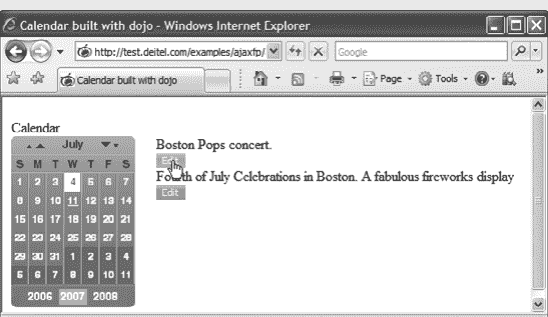 Calendar built with dojo - Windows Internet Explorer
http://test.deitel.com/examples/ajaxfp/
Google
Calendar built with dojo
Page
Tools
Calendar
July
S M T W T F S
1 2 3 4 5 6 7
8 9 10 11 12 13 14
15 16 17 18 19 20 21
22 23 24 25 26 27 28
29 30 31 1 2 3 4
5 6 7 8 9 10 11
2006 2007 2008
Boston Pops concert.
Edit
Fourth of July Celebrations in Boston. A fabulous fireworks display
Edit